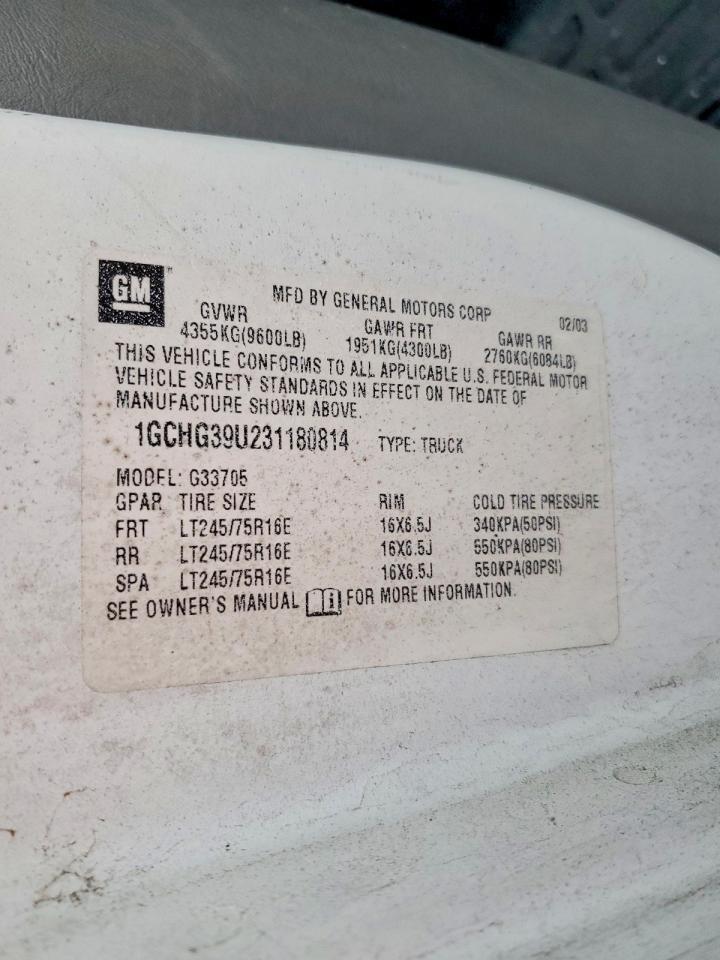 GM
MFD BY GENERAL MOTORS CORP 02/03
GVWR GAWR FRT GAWR RR
4355KG(9600LB) 1951KG(4300LB) 2760KG(6084LB)
THIS VEHICLE CONFORMS TO ALL APPLICABLE U.S. FEDERAL MOTOR
VEHICLE SAFETY STANDARDS IN EFFECT ON THE DATE OF
MANUFACTURE SHOWN ABOVE.
1GCHG39U231180814 TYPE: TRUCK
MODEL: G33705
GPAR TIRE SIZE RIM COLD TIRE PRESSURE
FRT LT245/75R16E 16X6.5J 340KPA(50PSI)
RR LT245/75R16E 16X6.5J 550KPA(80PSI)
SPA LT245/75R16E 16X6.5J 550KPA(80PSI)
SEE OWNER'S MANUAL FOR MORE INFORMATION.